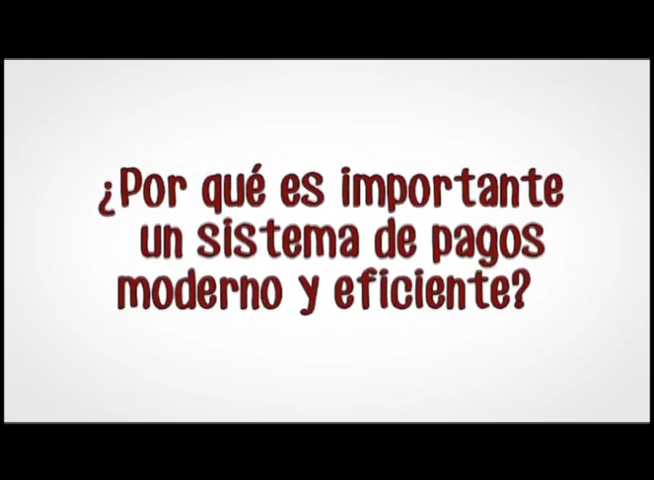 ¿Por qué es importante
un sistema de pagos
moderno y eficiente?